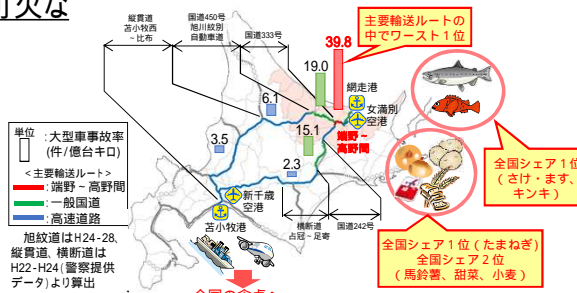 可欠な
縦貫道
苫小牧西
~比布
国道450号
旭川紋別
自動車道
国道333号
主要輸送ルートの
中でワースト1位
39.8
19.0
6.1
15.1
3.5
2.3
網走港
女満別
空港
端野~
高野間
単位
:大型車事故率
(件/億台キロ)
<主要輸送ルート>
:端野~高野間
:一般国道
:高速道路
旭紋道はH24-28、
縦貫道、横断道は
H22-H24(警察提供
データ)より算出
新千歳
空港
苫小牧港
横断道
占冠~足寄
国道242号
全国シェア1位
(さけ・ます、
キンキ)
全国シェア1位(たまねぎ)
全国シェア2位
(馬鈴薯、甜菜、小麦)